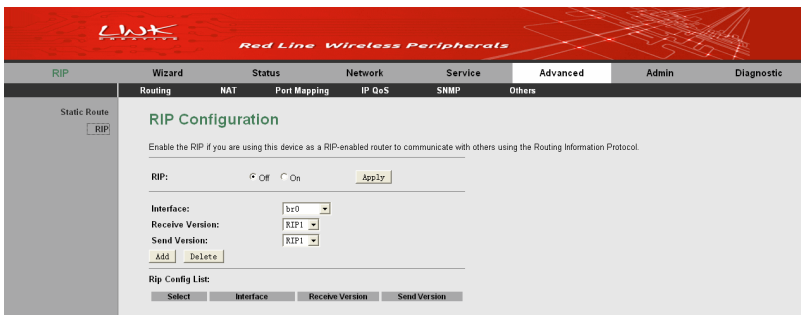 LINK
CREATIVE
Red Line Wireless Peripherals
RIP Wizard Status Network Service Advanced Admin Diagnostic
Routing NAT Port Mapping IP QoS SNMP Others
Static Route
RIP
RIP Configuration
Enable the RIP if you are using this device as a RIP-enabled router to communicate with others using the Routing Information Protocol.
RIP: Off On Apply
Interface: br0
Receive Version: RIP1
Send Version: RIP1
Add Delete
Rip Config List:
Select Interface Receive Version Send Version